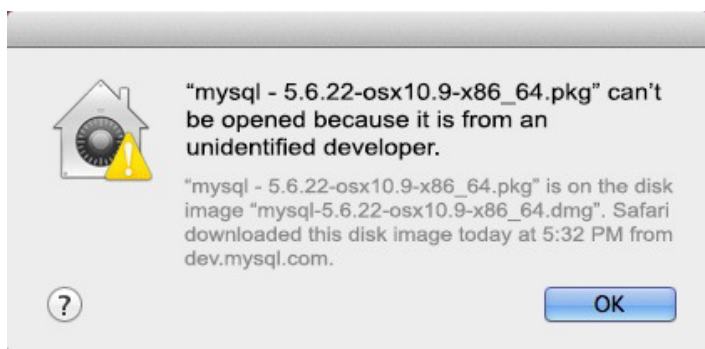 “mysql - 5.6.22-osx10.9-x86_64.pkg” can’t
be opened because it is from an
unidentified developer.
“mysql - 5.6.22-osx10.9-x86_64.pkg” is on the disk
image “mysql-5.6.22-osx10.9-x86_64.dmg”. Safari
downloaded this disk image today at 5:32 PM from
dev.mysql.com.
?
OK